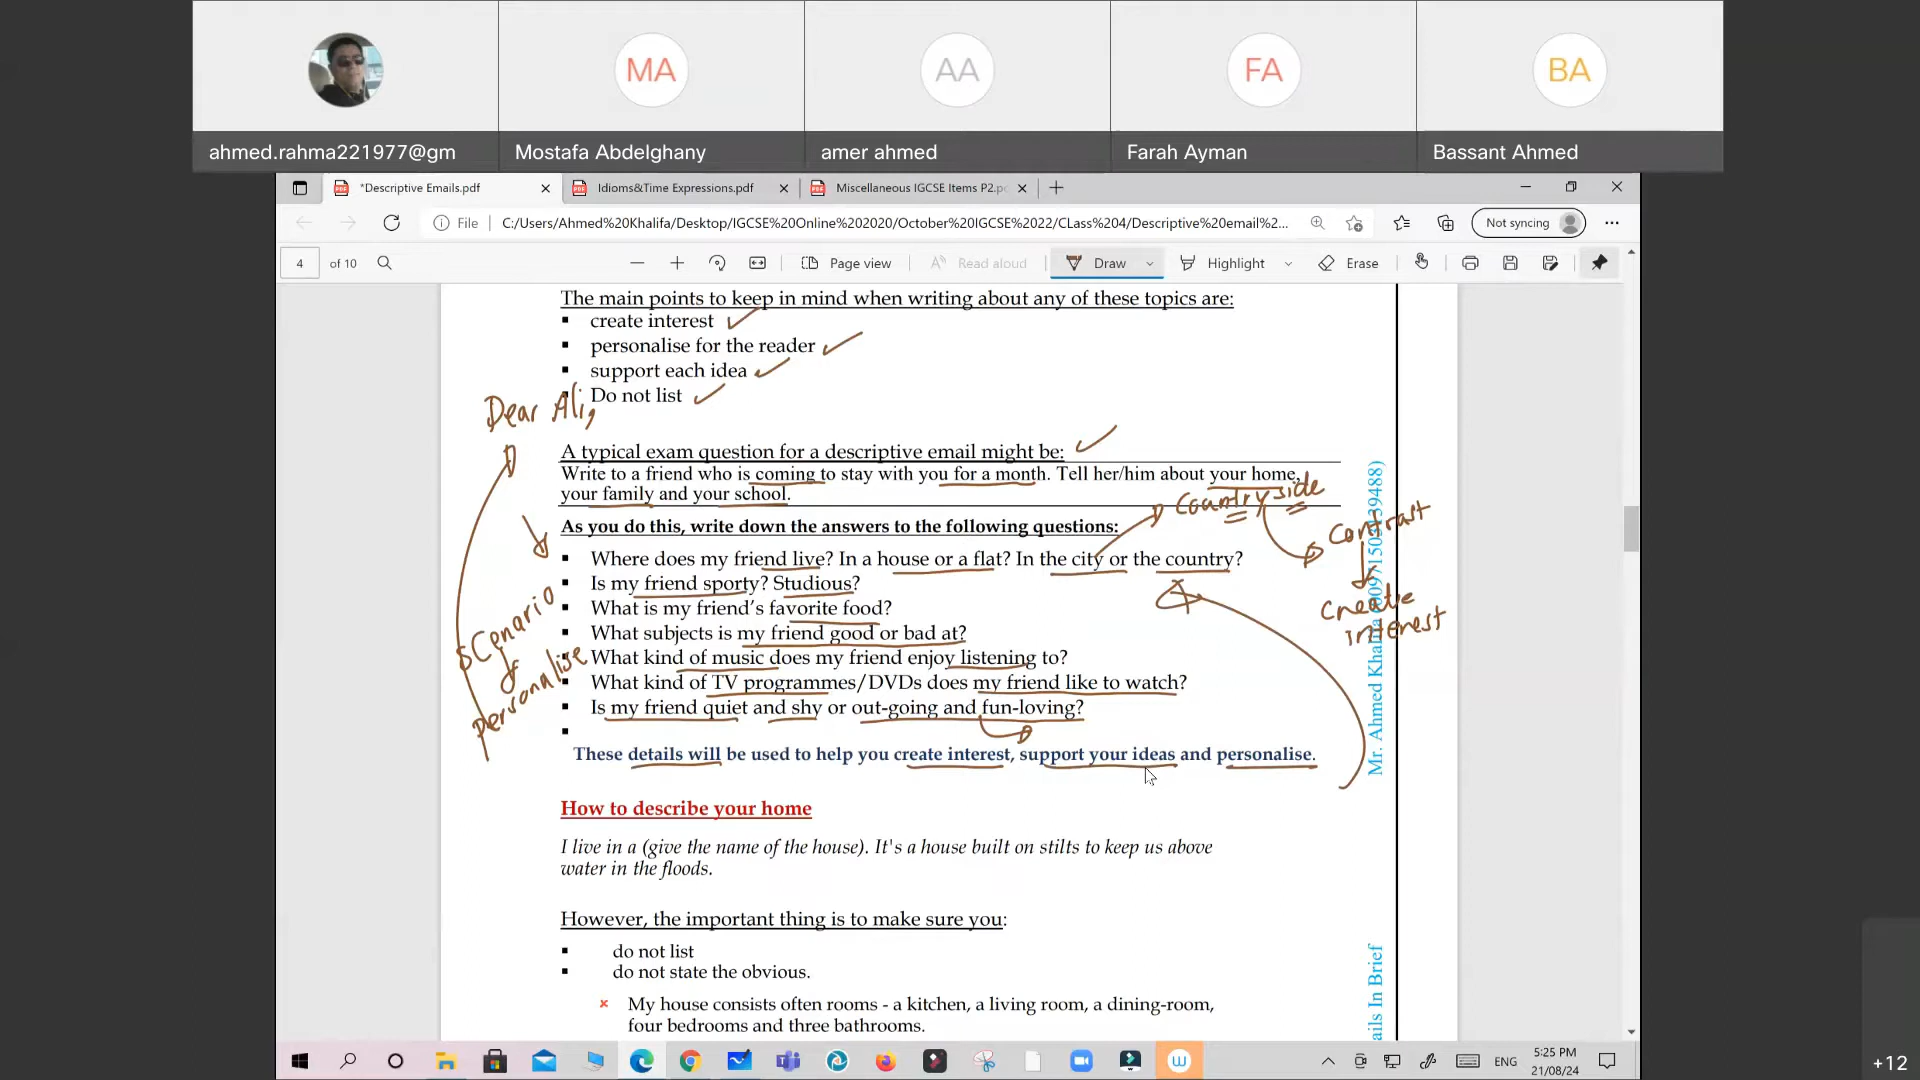 MA
AA
FA
BA
ahmed.rahma221977@gm
Mostafa Abdelghany
amer ahmed
Farah Ayman
Bassant Ahmed
*Descriptive Emails.pdf
Idioms&Time Expressions.pdf
Miscellaneous IGCSE Items P2.p
File
C:/Users/Ahmed%20Khalifa/Desktop/IGCSE%20Online%202020/October%20IGCSE%2022/CLass%204/Descriptive%20email%2...
Not syncing
4
of 10
Page view
Read aloud
Draw
Highlight
Erase
The main points to keep in mind when writing about any of these topics are:
create interest
personalise for the reader
support each idea
Do not list
Dear Ali,
A typical exam question for a descriptive email might be:
Write to a friend who is coming to stay with you for a month. Tell her/him about your home,
your family and your school.
Country side
As you do this, write down the answers to the following questions:
Contrast
Where does my friend live? In a house or a flat? In the city or the country?
Is my friend sporty? Studious?
Create
interest
What is my friend's favorite food?
What subjects is my friend good or bad at?
Scenario
&
personalise
What kind of music does my friend enjoy listening to?
What kind of TV programmes/DVDs does my friend like to watch?
Is my friend quiet and shy or out-going and fun-loving?
These details will be used to help you create interest, support your ideas and personalise.
How to describe your home
I live in a (give the name of the house). It's a house built on stilts to keep us above
water in the floods.
However, the important thing is to make sure you:
do not list
do not state the obvious.
My house consists often rooms - a kitchen, a living room, a dining-room,
four bedrooms and three bathrooms.
Mr. Ahmed Khalifa
139488)
ails In Brief
ENG
5:25 PM
21/08/24
+12